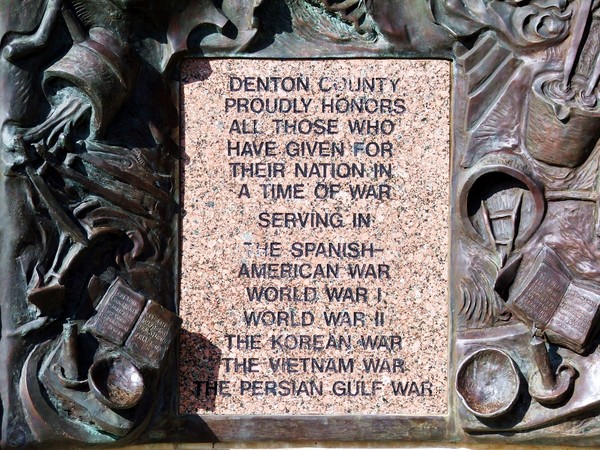 DENTON COUNTY
PROUDLY HONORS
ALL THOSE WHO
HAVE GIVEN FOR
THEIR NATION IN
A TIME OF WAR
SERVING IN
THE SPANISH-
AMERICAN WAR
WORLD WAR I
WORLD WAR II
THE KOREAN WAR
THE VIETNAM WAR
THE PERSIAN GULF WAR